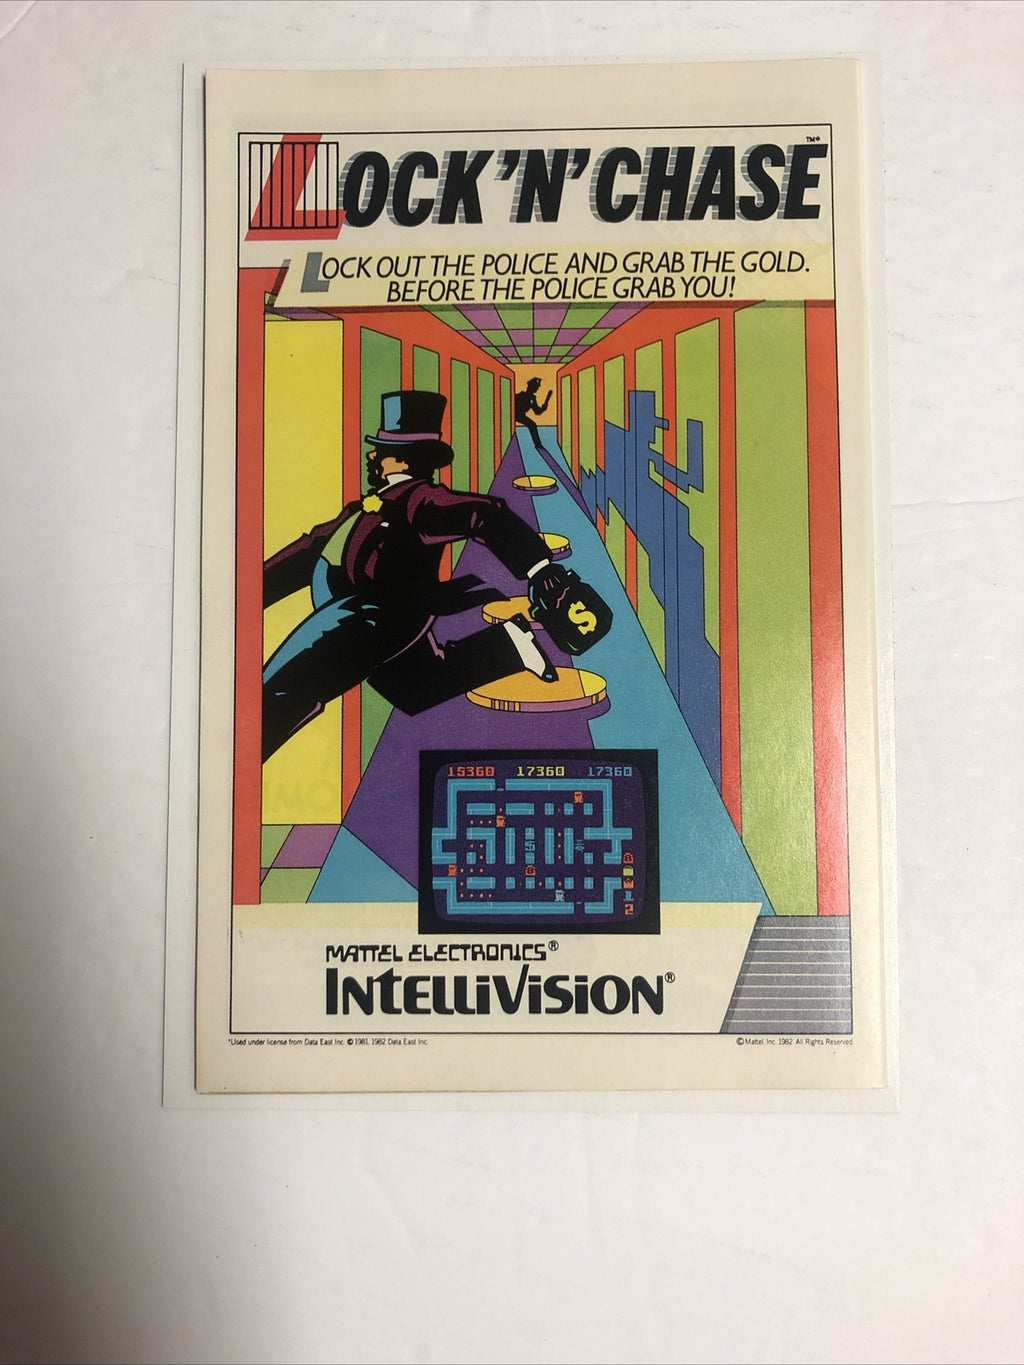 LOCK 'N' CHASE™*
LOCK OUT THE POLICE AND GRAB THE GOLD.
BEFORE THE POLICE GRAB YOU!
$
15360 17360 17360
MATTEL ELECTRONICS®
INTELLIVISION®
*Used under license from Data East Inc. © 1981, 1982 Data East Inc.
© Mattel, Inc. 1982. All Rights Reserved.